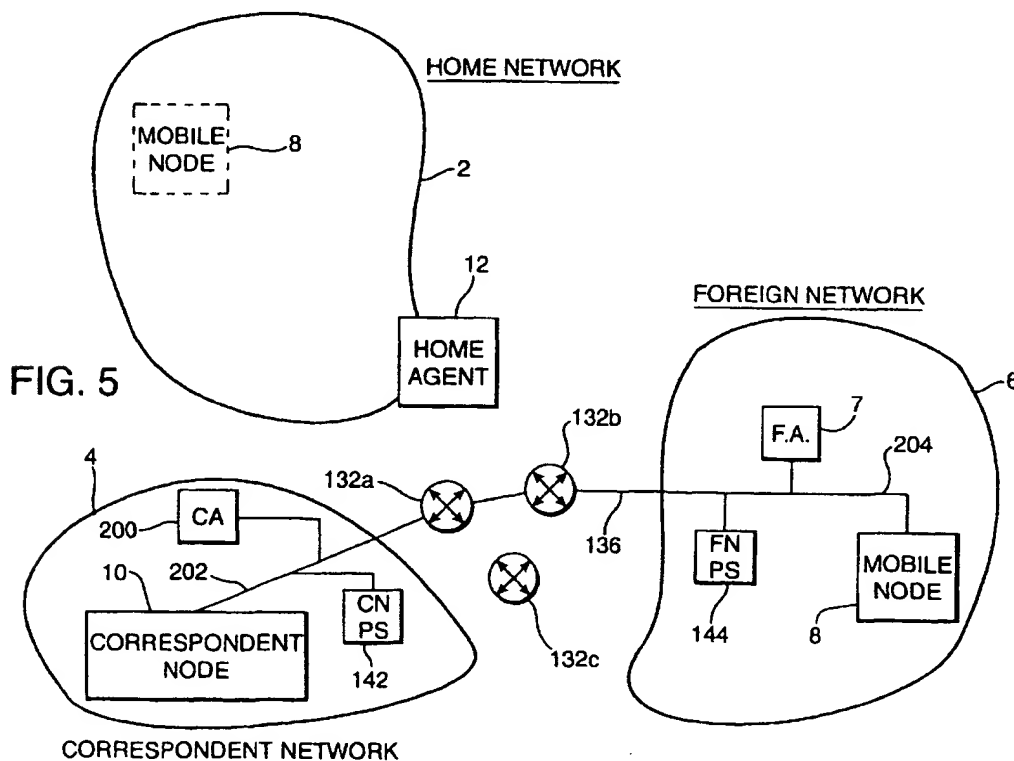 HOME NETWORK
MOBILE
NODE
8
2
12
HOME
AGENT
FIG. 5
FOREIGN NETWORK
6
F.A.
7
204
132b
132a
136
FN
PS
144
MOBILE
NODE
8
132c
4
CA
200
202
10
CN
PS
142
CORRESPONDENT
NODE
CORRESPONDENT NETWORK